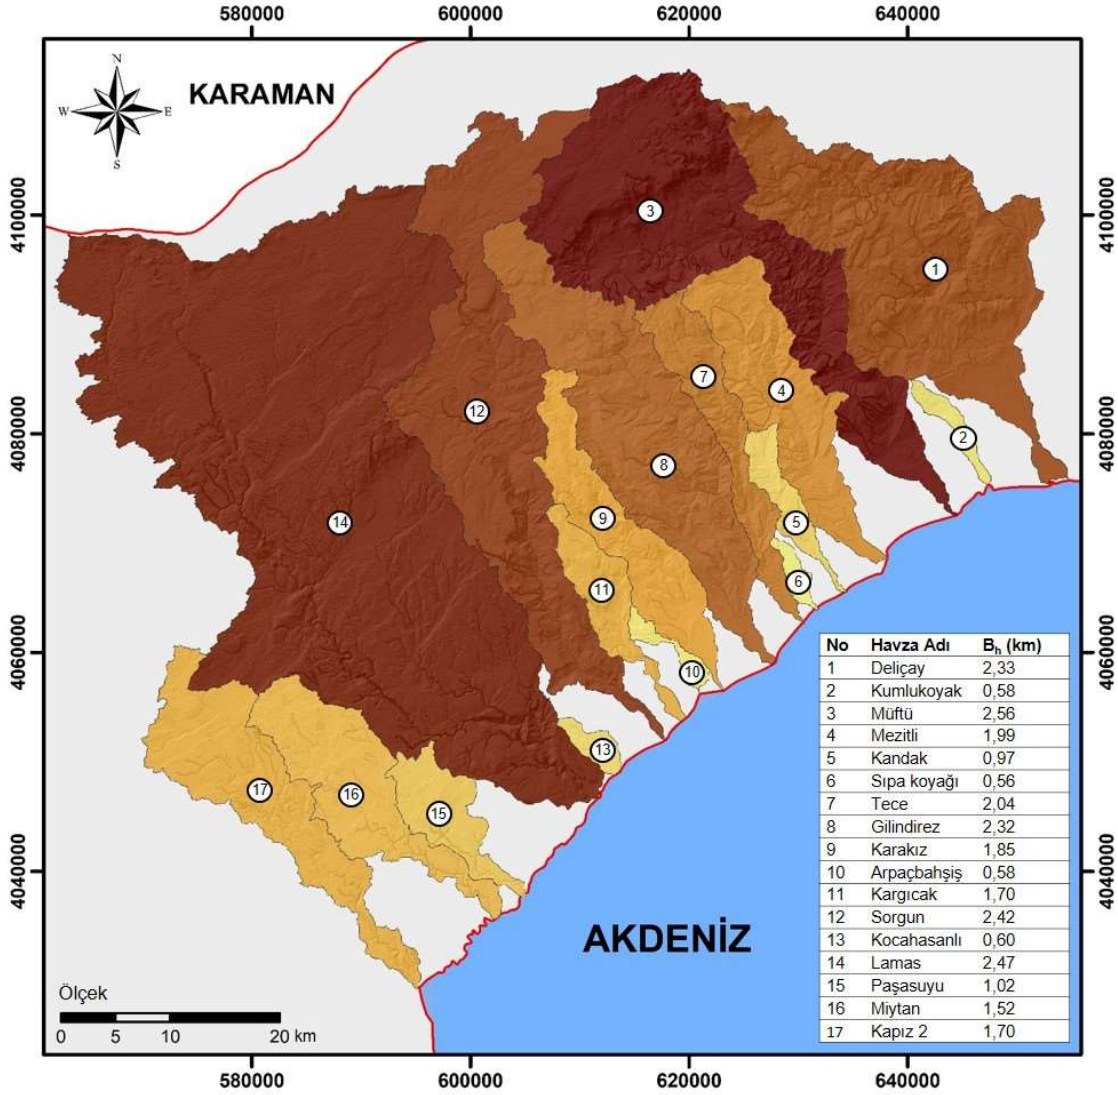 580000 600000 620000 640000
N
W E
S
KARAMAN
4100000 4100000
3
1
7
4
12
4080000 4080000
2
8
14
9
5
6
11
4060000 4060000
10
13
17
16
15
4040000 4040000
No Havza Adı Bh (km)
1 Deliçay 2,33
2 Kumlukoyak 0,58
3 Müftü 2,56
4 Mezitli 1,99
5 Kandak 0,97
6 Sıpa koyağı 0,56
7 Tece 2,04
8 Gilindirez 2,32
9 Karakız 1,85
10 Arpaçbahşiş 0,58
11 Kargıcak 1,70
12 Sorgun 2,42
13 Kocahasanlı 0,60
14 Lamas 2,47
15 Paşasuyu 1,02
16 Miytan 1,52
17 Kapız 2 1,70
AKDENİZ
Ölçek
0 5 10 20 km
580000 600000 620000 640000